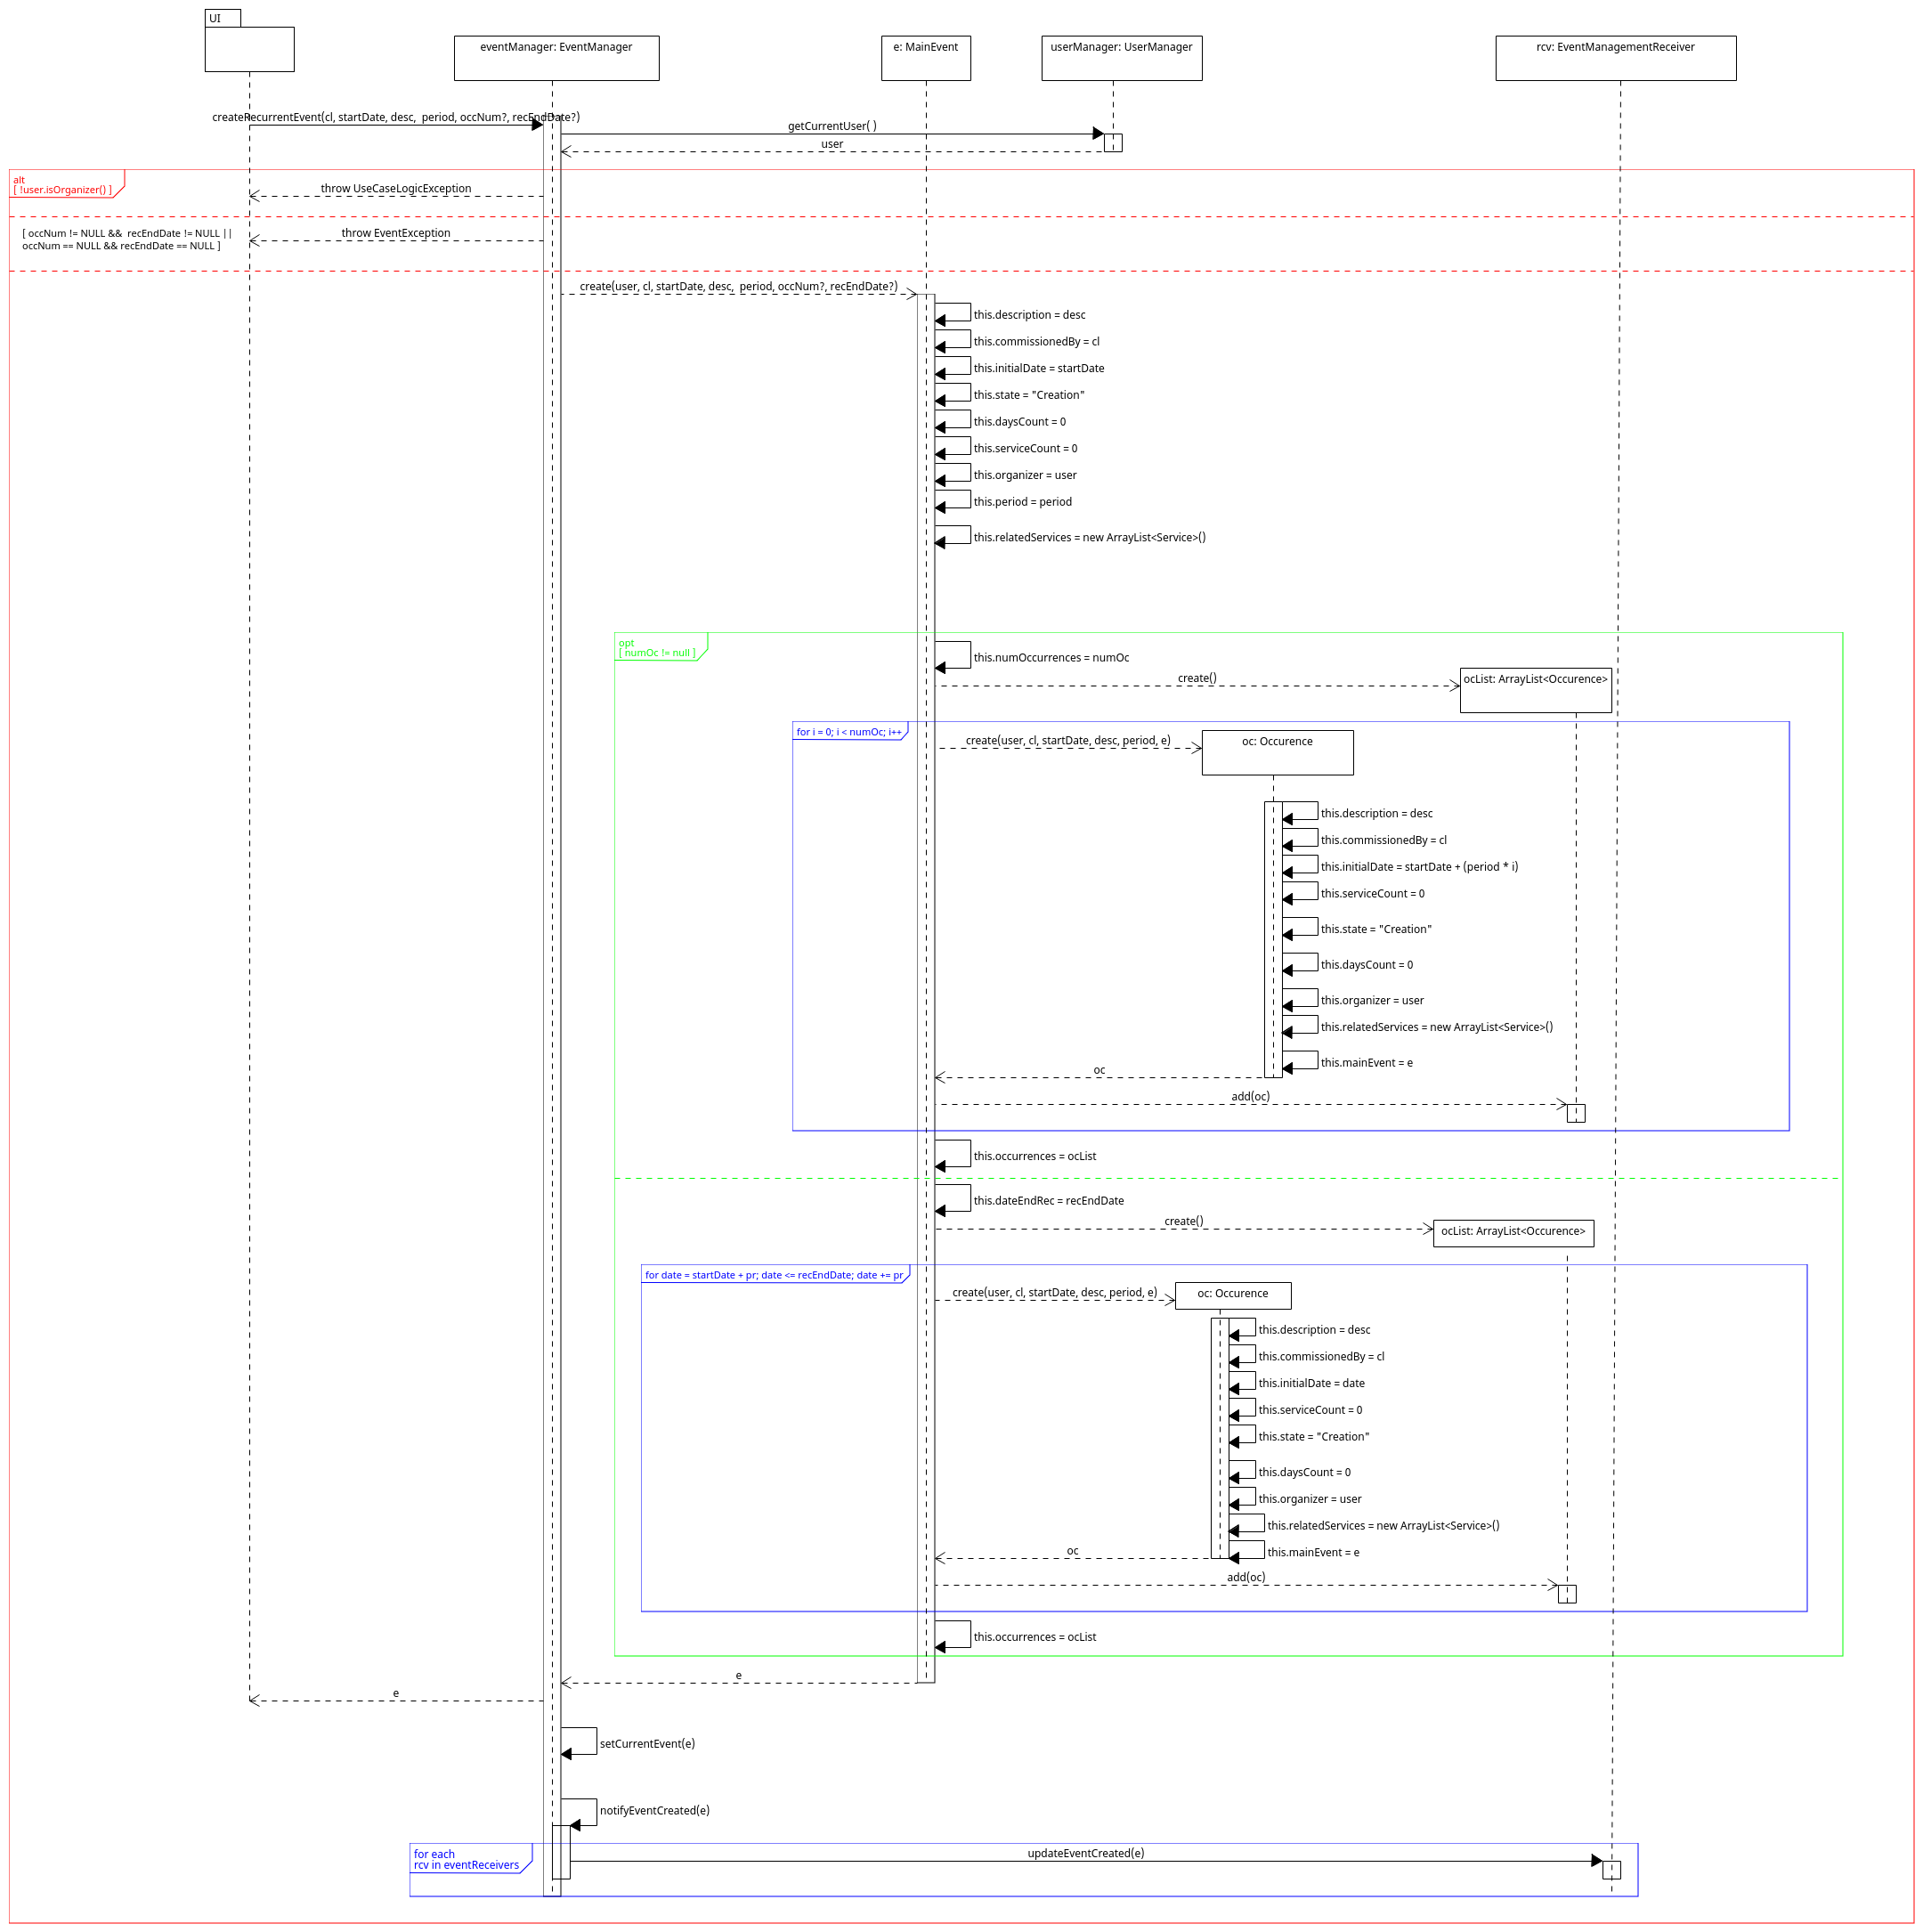 UI
eventManager: EventManager
e: MainEvent
userManager: UserManager
rcv: EventManagementReceiver
createRecurrentEvent(cl, startDate, desc,  period, occNum?, recEndDate?)
getCurrentUser( )
user
alt
[ !user.isOrganizer() ]
throw UseCaseLogicException
[ occNum != NULL &&  recEndDate != NULL ||
occNum == NULL && recEndDate == NULL ]
throw EventException
create(user, cl, startDate, desc,  period, occNum?, recEndDate?)
this.description = desc
this.commissionedBy = cl
this.initialDate = startDate
this.state = "Creation"
this.daysCount = 0
this.serviceCount = 0
this.organizer = user
this.period = period
this.relatedServices = new ArrayList<Service>()
opt
[ numOc != null ]
this.numOccurrences = numOc
create()
ocList: ArrayList<Occurence>
for i = 0; i < numOc; i++
create(user, cl, startDate, desc, period, e)
oc: Occurence
this.description = desc
this.commissionedBy = cl
this.initialDate = startDate + (period * i)
this.serviceCount = 0
this.state = "Creation"
this.daysCount = 0
this.organizer = user
this.relatedServices = new ArrayList<Service>()
this.mainEvent = e
oc
add(oc)
this.occurrences = ocList
this.dateEndRec = recEndDate
create()
ocList: ArrayList<Occurence>
for date = startDate + pr; date <= recEndDate; date += pr
create(user, cl, startDate, desc, period, e)
oc: Occurence
this.description = desc
this.commissionedBy = cl
this.initialDate = date
this.serviceCount = 0
this.state = "Creation"
this.daysCount = 0
this.organizer = user
this.relatedServices = new ArrayList<Service>()
this.mainEvent = e
oc
add(oc)
this.occurrences = ocList
e
e
setCurrentEvent(e)
notifyEventCreated(e)
for each
rcv in eventReceivers
updateEventCreated(e)